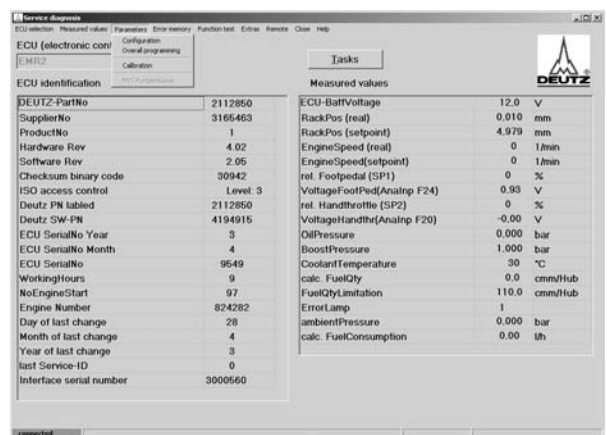 Service diagnosis
ECU selection Measured values Parameters Error memory Function test Extras Remote Close Help
Configuration
Overall programming
Calibration
ECU (electronic cont
EMR2
Tasks
DEUTZ
ECU identification
DEUTZ-PartNo 2112850
SupplierNo 3165463
ProductNo 1
Hardware Rev 4.02
Software Rev 2.05
Checksum binary code 30942
ISO access control Level: 3
Deutz PN labled 2112850
Deutz SW-PN 4194915
ECU SerialNo Year 3
ECU SerialNo Month 4
ECU SerialNo 9549
WorkingHours 9
NoEngineStart 97
Engine Number 824282
Day of last change 28
Month of last change 4
Year of last change 3
last Service-ID 0
Interface serial number 3000560
Measured values
ECU-BattVoltage 12,0 V
RackPos (real) 0,010 mm
RackPos (setpoint) 4,979 mm
EngineSpeed (real) 0 1/min
EngineSpeed(setpoint) 0 1/min
rel. Footpedal (SP1) 0 %
VoltageFootPed(AnaInp F24) 0,93 V
rel. Handthrottle (SP2) 0 %
VoltageHandthr(AnaInp F20) -0,00 V
OilPressure 0,000 bar
BoostPressure 1,000 bar
CoolantTemperature 30 °C
calc. FuelQty 0,0 cmm/Hub
FuelQtyLimitation 110.0 cmm/Hub
ErrorLamp 1
ambientPressure 0,000 bar
calc. FuelConsumption 0,00 l/h
connected